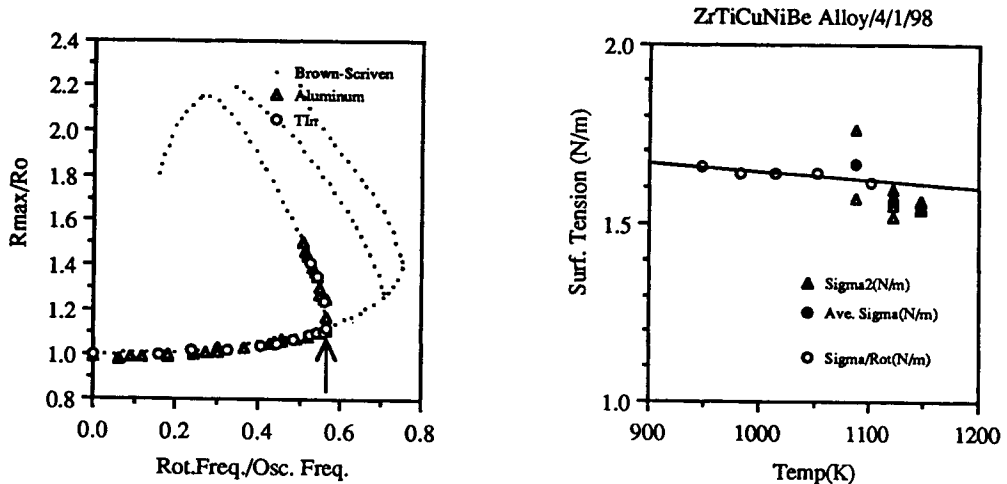 2.4
2.2
2.0
1.8
1.6
1.4
1.2
1.0
0.8
Rmax/Ro
Brown-Scriven
Aluminum
TIrr
0.0
0.2
0.4
0.6
0.8
Rot.Freq./Osc. Freq.
ZrTiCuNiBe Alloy/4/1/98
2.0
1.5
1.0
Surf. Tension (N/m)
Sigma2(N/m)
Ave. Sigma(N/m)
Sigma/Rot(N/m)
900
1000
1100
1200
Temp(K)